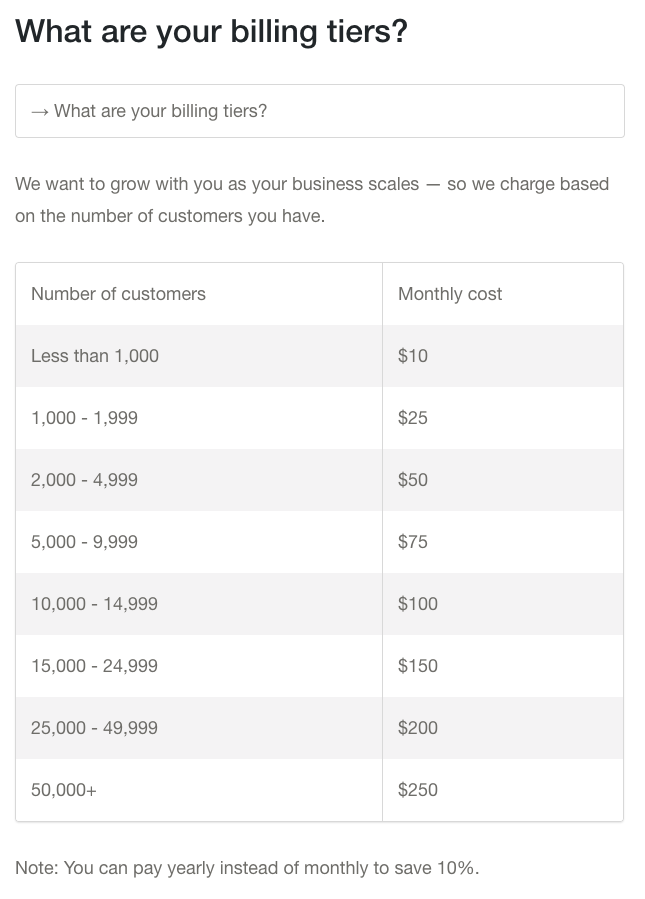 What are your billing tiers?
→ What are your billing tiers?
We want to grow with you as your business scales — so we charge based
on the number of customers you have.
Number of customers Monthly cost
Less than 1,000 $10
1,000 - 1,999 $25
2,000 - 4,999 $50
5,000 - 9,999 $75
10,000 - 14,999 $100
15,000 - 24,999 $150
25,000 - 49,999 $200
50,000+ $250
Note: You can pay yearly instead of monthly to save 10%.